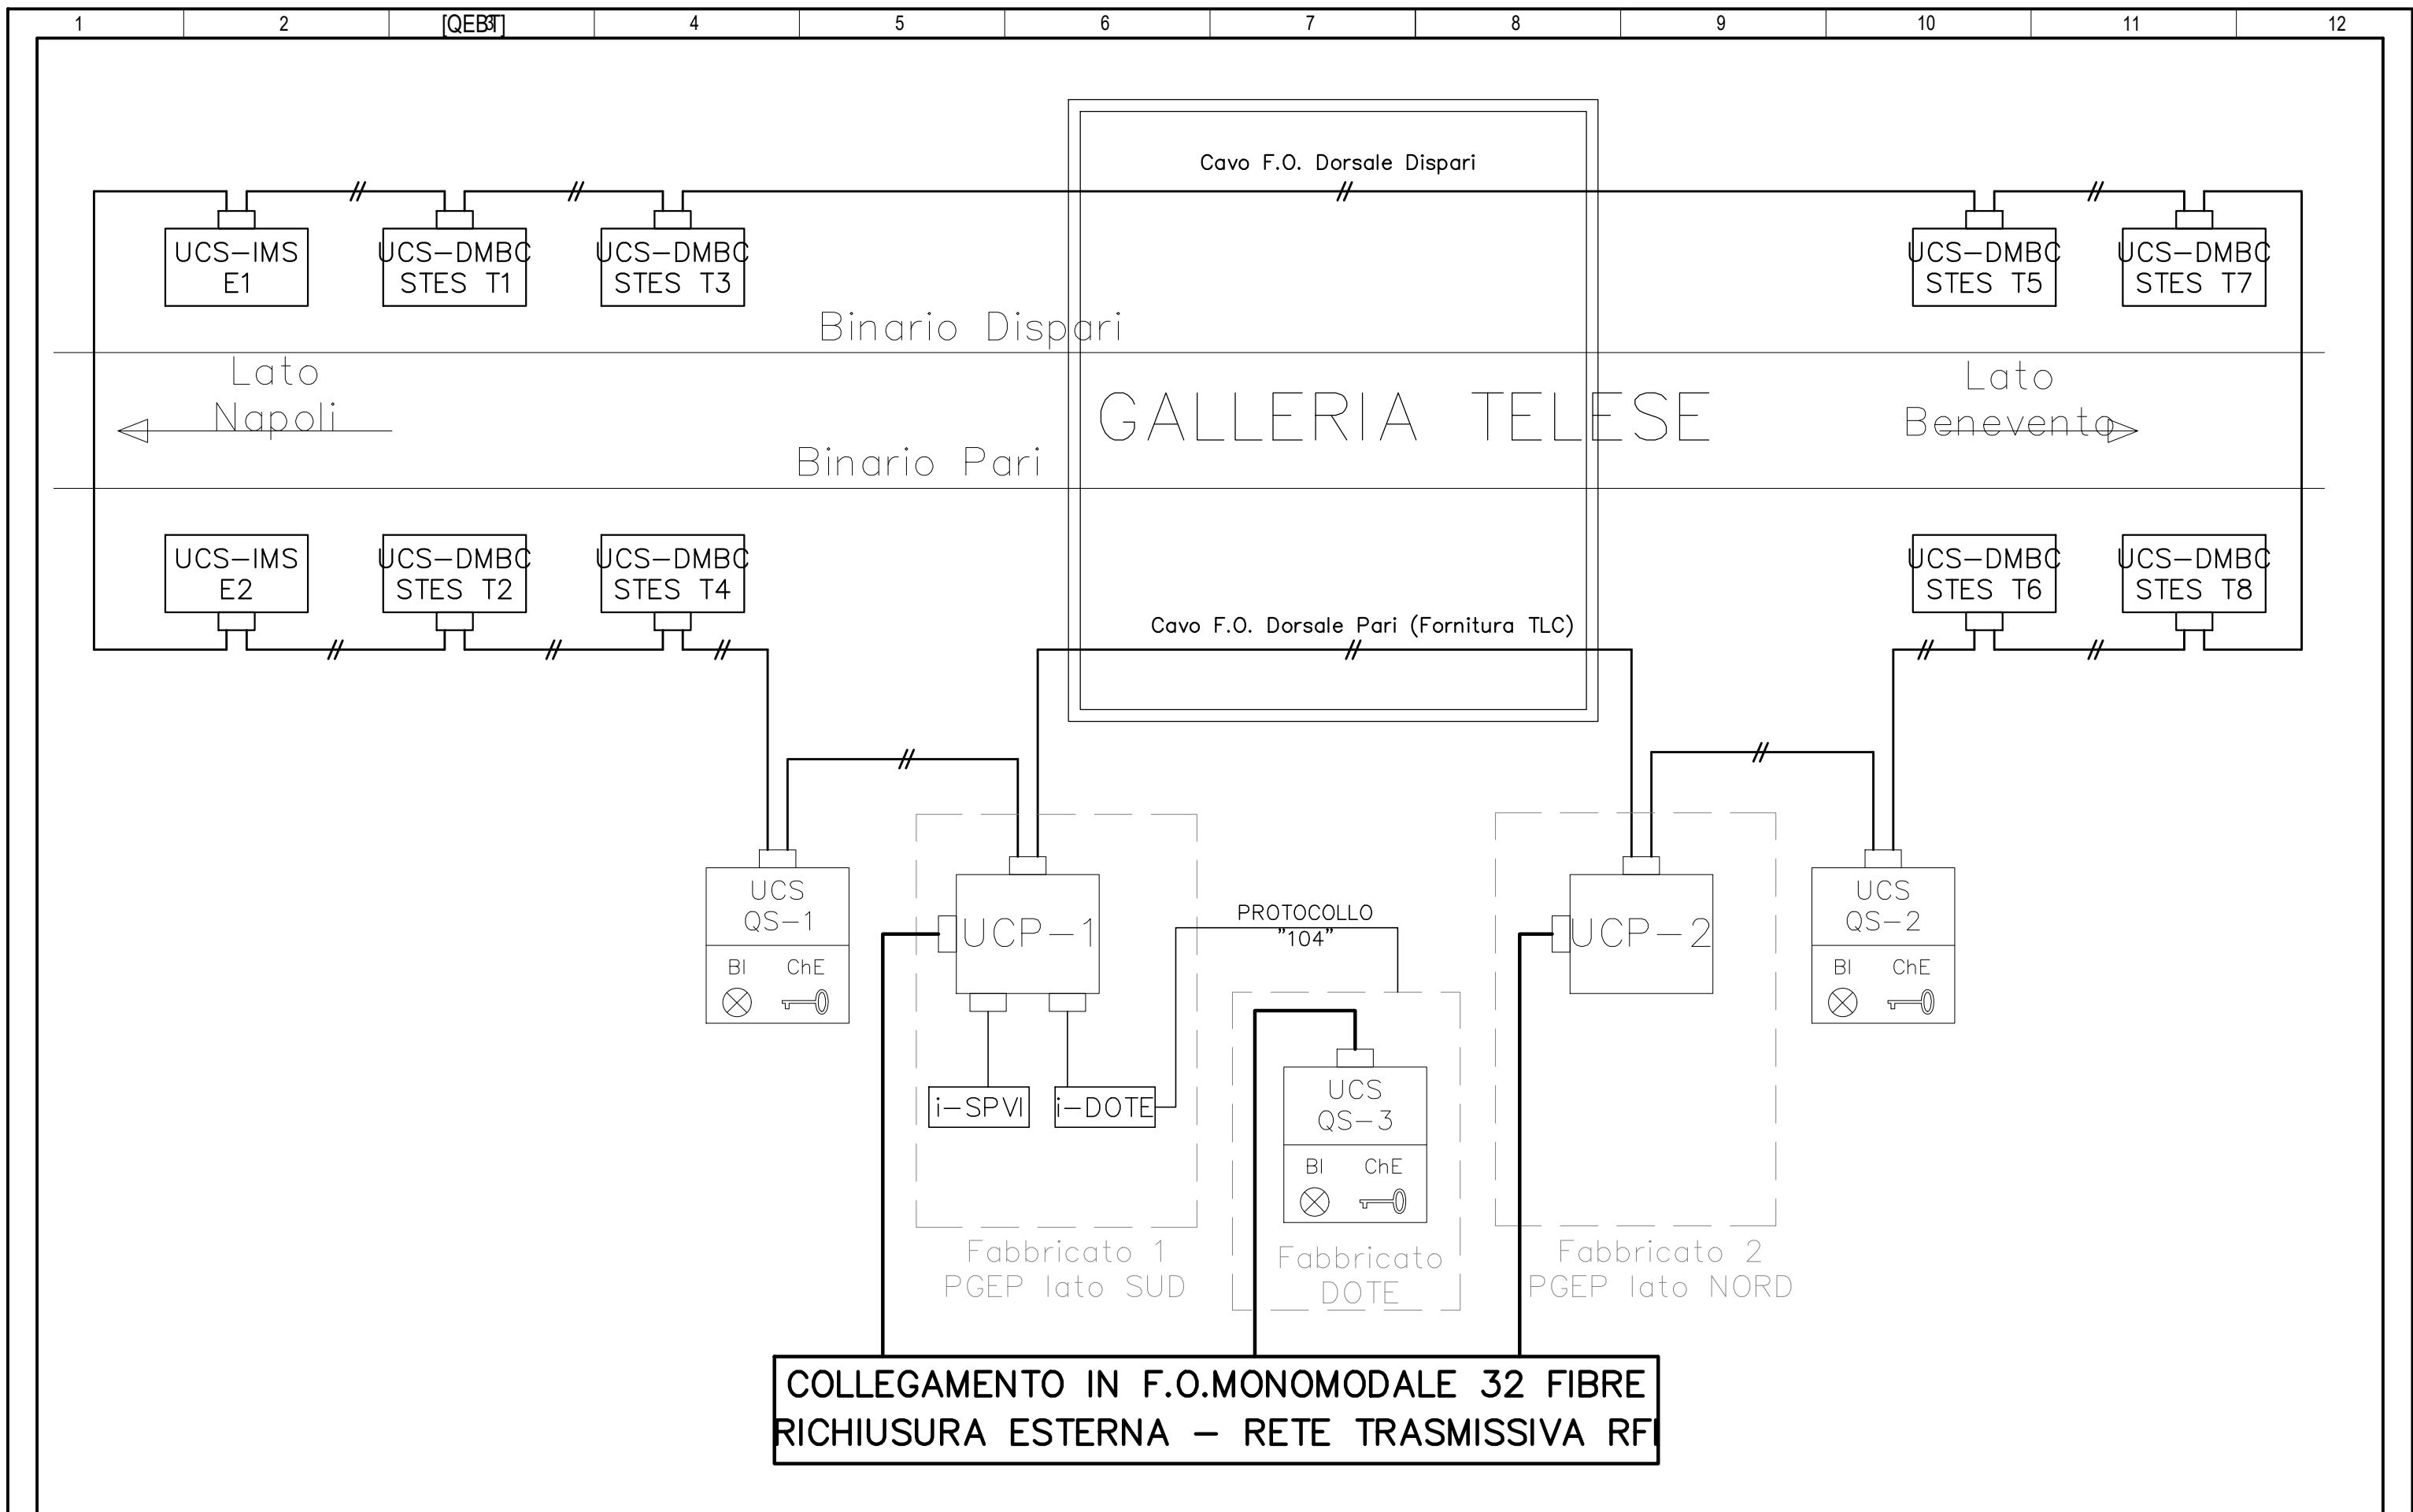 1 2 [QEBT] 3 4 5 6 7 8 9 10 11 12
Cavo F.O. Dorsale Dispari
UCS-IMS
E1
UCS-DMBC
STES T1
UCS-DMBC
STES T3
UCS-DMBC
STES T5
UCS-DMBC
STES T7
Binario Dispari
Lato
Napoli
GALLERIA TELESE
Lato
Benevento
Binario Pari
UCS-IMS
E2
UCS-DMBC
STES T2
UCS-DMBC
STES T4
UCS-DMBC
STES T6
UCS-DMBC
STES T8
Cavo F.O. Dorsale Pari (Fornitura TLC)
UCS
QS-1
BI ChE
UCP-1
PROTOCOLLO
"104"
UCP-2
UCS
QS-2
BI ChE
i-SPVI
i-DOTE
UCS
QS-3
BI ChE
Fabbricato 1
PGEP lato SUD
Fabbricato
DOTE
Fabbricato 2
PGEP lato NORD
COLLEGAMENTO IN F.O.MONOMODALE 32 FIBRE
RICHIUSURA ESTERNA - RETE TRASMISSIVA RFI